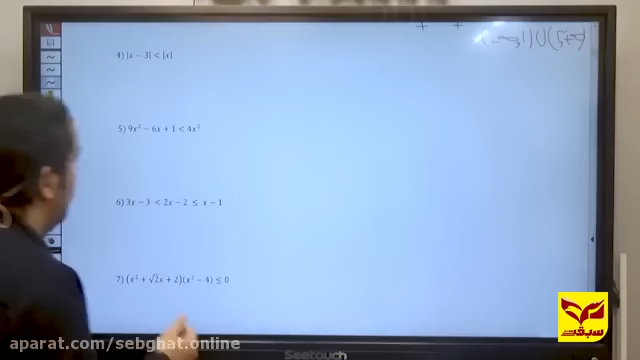 (-∞,1)∪(
4) |x − 3| < |x|
5) 9x² − 6x + 1 < 4x²
6) 3x − 3 < 2x − 2 ≤ x − 1
7) (x² + √2x + 2)(x² − 4) ≤ 0
سبقت
aparat.com/sebghat.online
Seetouch